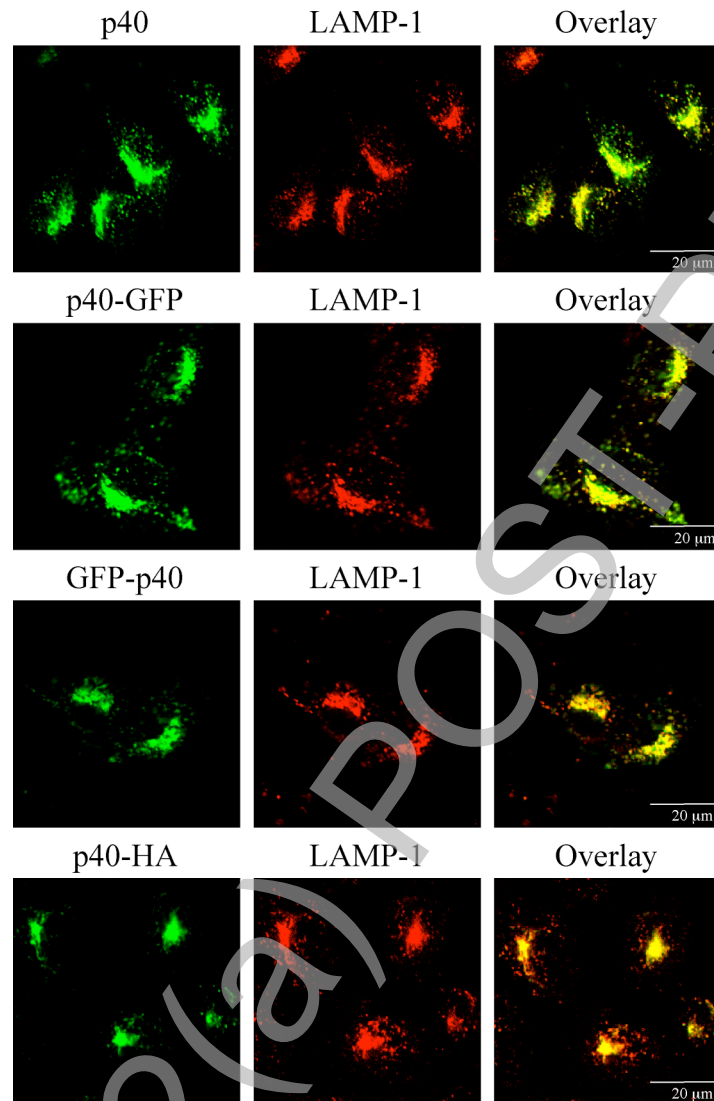 p40 LAMP-1 Overlay
20 µm
p40-GFP LAMP-1 Overlay
20 µm
GFP-p40 LAMP-1 Overlay
20 µm
p40-HA LAMP-1 Overlay
20 µm
P(a) POST-P